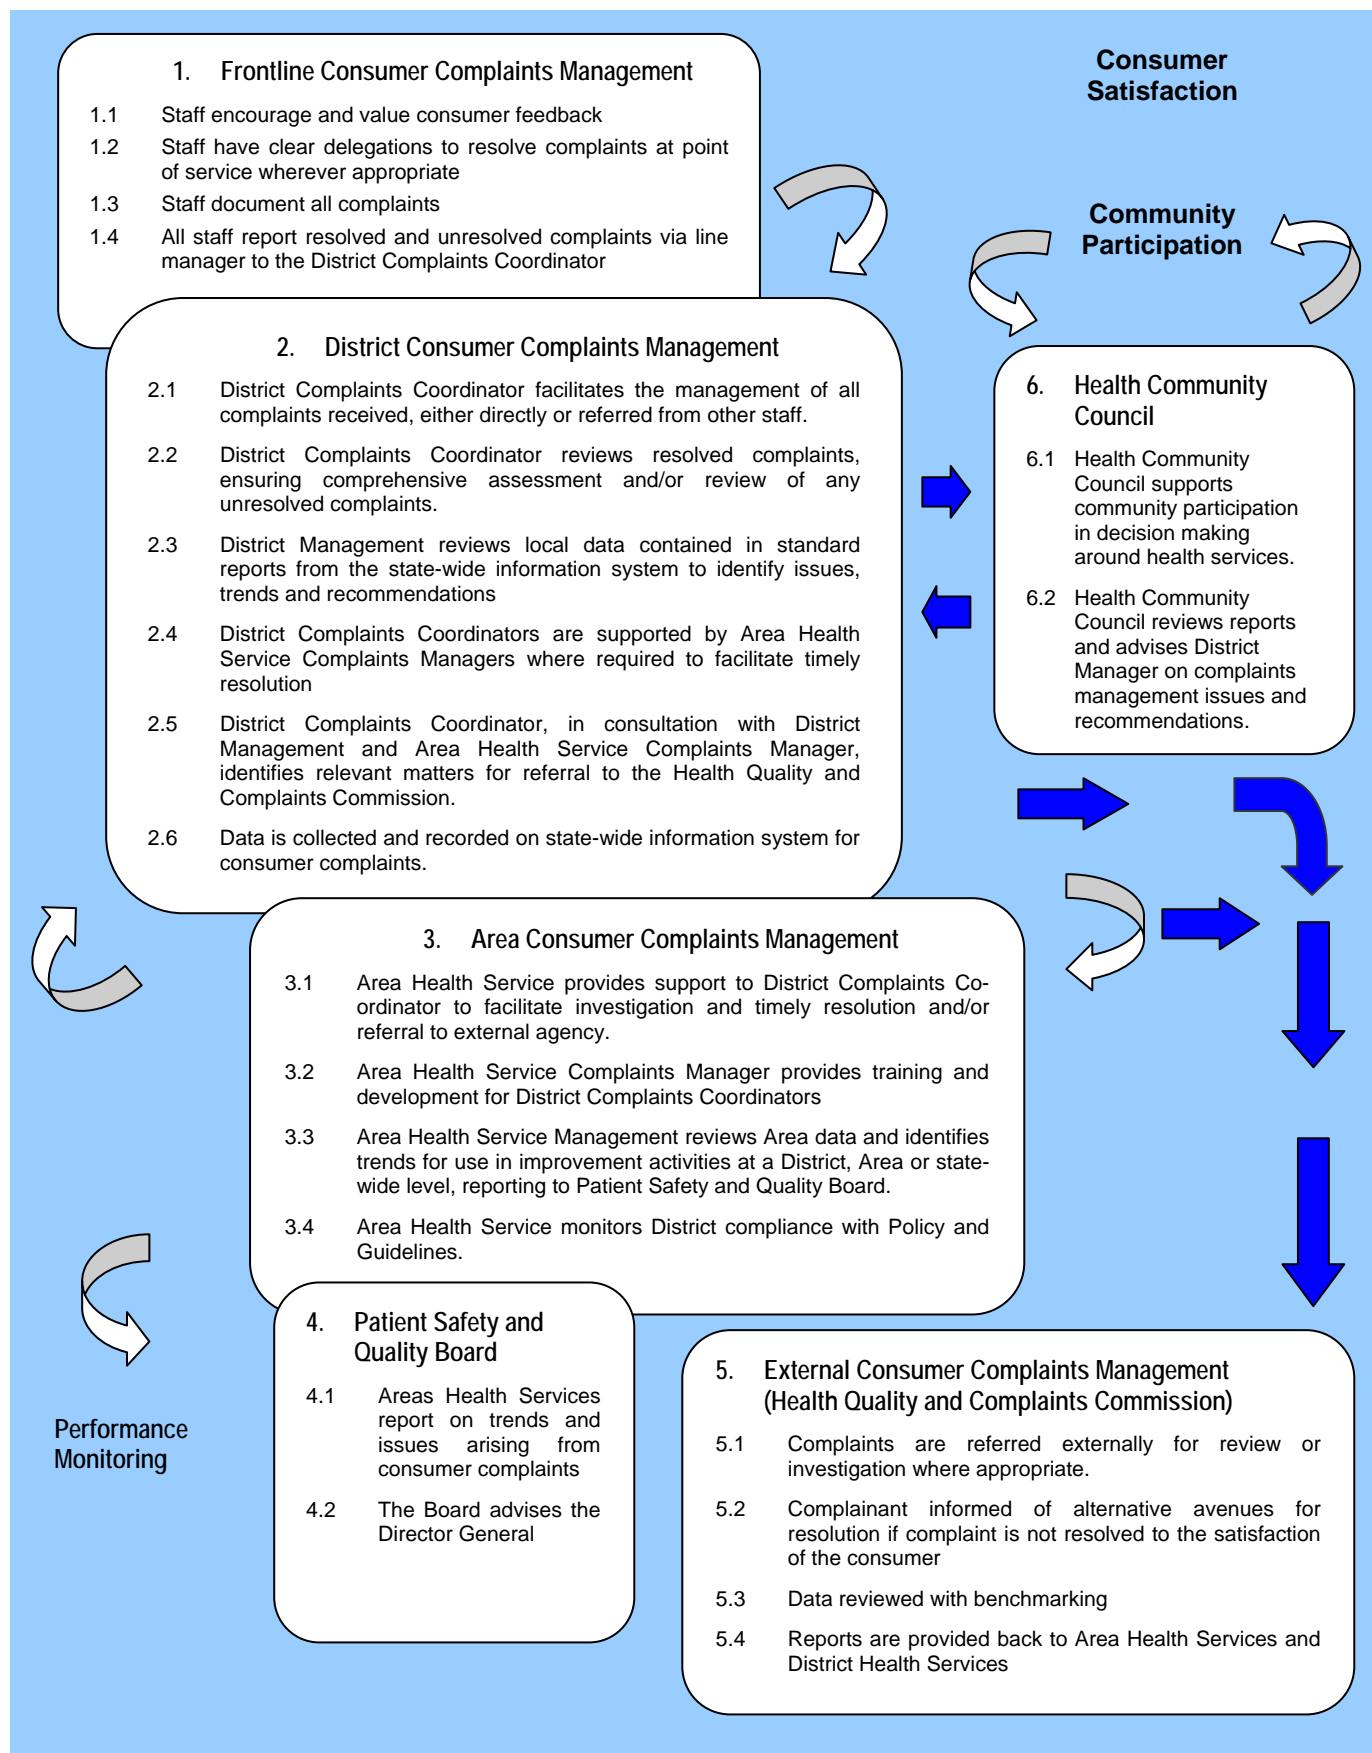 1. Frontline Consumer Complaints Management
1.1 Staff encourage and value consumer feedback
1.2 Staff have clear delegations to resolve complaints at point
of service wherever appropriate
1.3 Staff document all complaints
1.4 All staff report resolved and unresolved complaints via line
manager to the District Complaints Coordinator
Consumer
Satisfaction
Community
Participation
2. District Consumer Complaints Management
2.1 District Complaints Coordinator facilitates the management of all
complaints received, either directly or referred from other staff.
2.2 District Complaints Coordinator reviews resolved complaints,
ensuring comprehensive assessment and/or review of any
unresolved complaints.
2.3 District Management reviews local data contained in standard
reports from the state-wide information system to identify issues,
trends and recommendations
2.4 District Complaints Coordinators are supported by Area Health
Service Complaints Managers where required to facilitate timely
resolution
2.5 District Complaints Coordinator, in consultation with District
Management and Area Health Service Complaints Manager,
identifies relevant matters for referral to the Health Quality and
Complaints Commission.
2.6 Data is collected and recorded on state-wide information system for
consumer complaints.
6. Health Community
Council
6.1 Health Community
Council supports
community participation
in decision making
around health services.
6.2 Health Community
Council reviews reports
and advises District
Manager on complaints
management issues and
recommendations.
3. Area Consumer Complaints Management
3.1 Area Health Service provides support to District Complaints Co-
ordinator to facilitate investigation and timely resolution and/or
referral to external agency.
3.2 Area Health Service Complaints Manager provides training and
development for District Complaints Coordinators
3.3 Area Health Service Management reviews Area data and identifies
trends for use in improvement activities at a District, Area or state-
wide level, reporting to Patient Safety and Quality Board.
3.4 Area Health Service monitors District compliance with Policy and
Guidelines.
Performance
Monitoring
4. Patient Safety and
Quality Board
4.1 Areas Health Services
report on trends and
issues arising from
consumer complaints
4.2 The Board advises the
Director General
5. External Consumer Complaints Management
(Health Quality and Complaints Commission)
5.1 Complaints are referred externally for review or
investigation where appropriate.
5.2 Complainant informed of alternative avenues for
resolution if complaint is not resolved to the satisfaction
of the consumer
5.3 Data reviewed with benchmarking
5.4 Reports are provided back to Area Health Services and
District Health Services